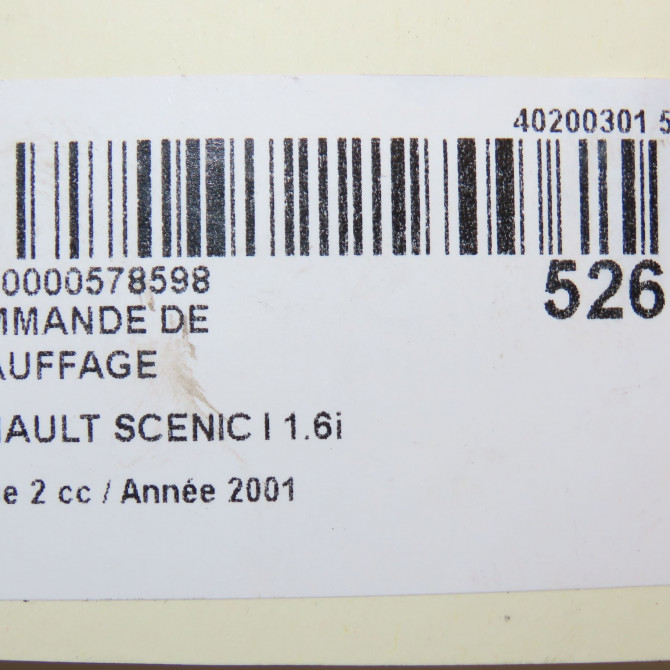 40200301 5
0000578598
526
MMANDE DE
AUFFAGE
AULT SCENIC I 1.6i
e 2 cc / Année 2001